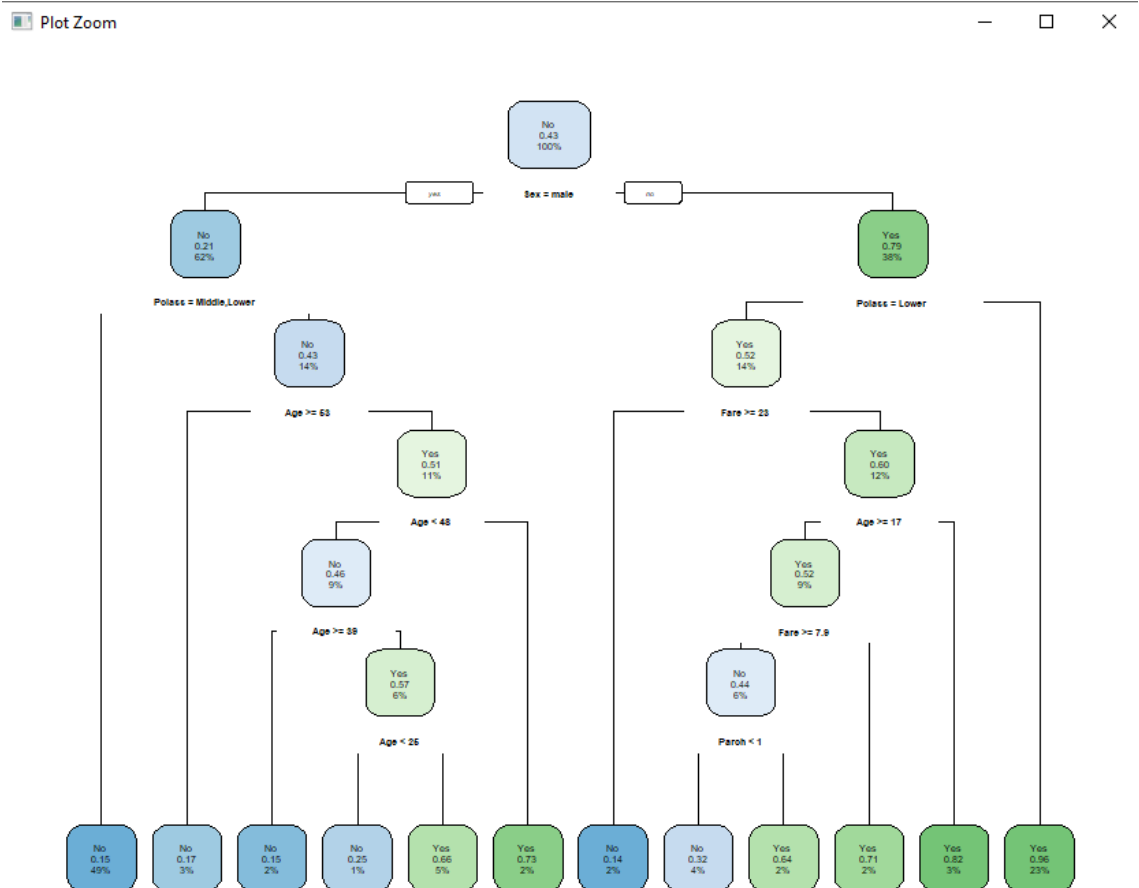 Plot Zoom
No
0.43
100%
yes
Sex = male
no
No
0.21
62%
Yes
0.79
38%
Pclass = Middle,Lower
Pclass = Lower
No
0.43
14%
Yes
0.52
14%
Age >= 53
Fare >= 23
Yes
0.51
11%
Yes
0.60
12%
Age < 48
Age >= 17
No
0.46
9%
Yes
0.52
9%
Age >= 39
Fare >= 7.9
Yes
0.57
6%
No
0.44
6%
Age < 25
Parch < 1
No
0.15
49%
No
0.17
3%
No
0.15
2%
No
0.25
1%
Yes
0.66
5%
Yes
0.73
2%
No
0.14
2%
No
0.32
4%
Yes
0.64
2%
Yes
0.71
2%
Yes
0.82
3%
Yes
0.96
23%